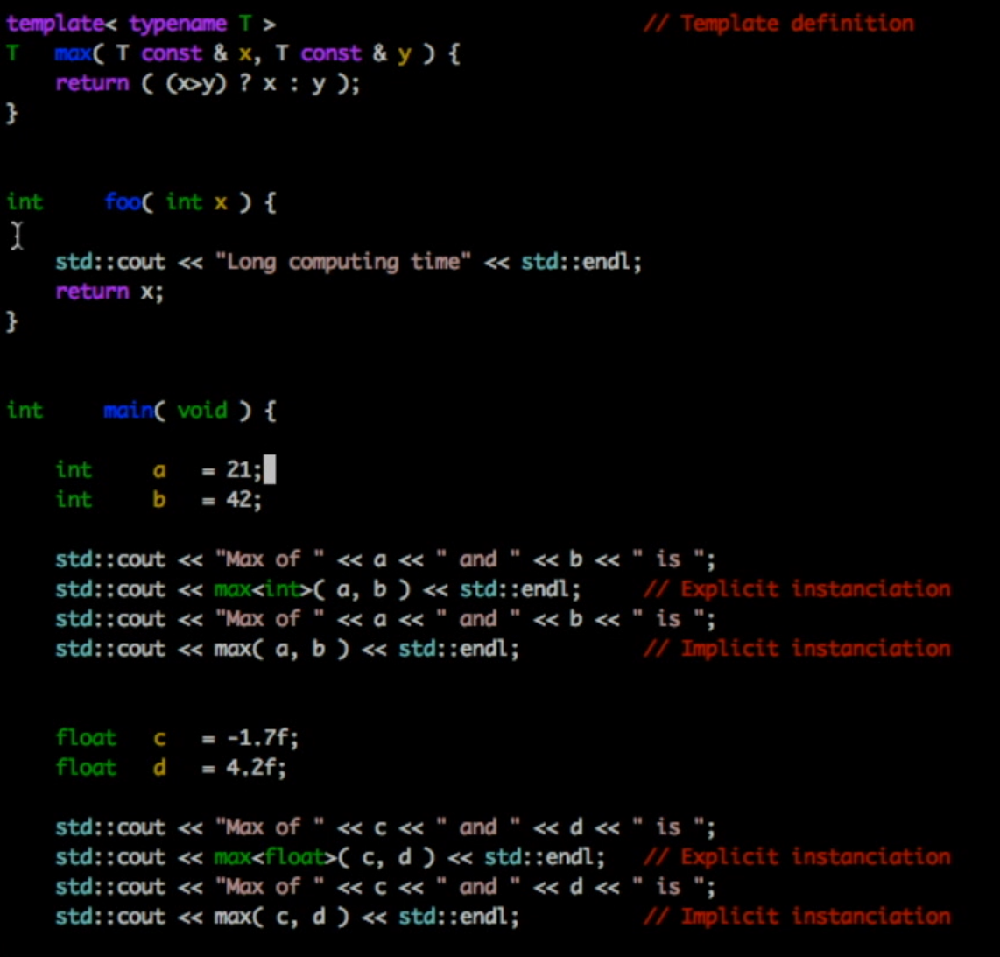 template< typename T > // Template definition
T max( T const & x, T const & y ) {
return ( (x>y) ? x : y );
}
int foo( int x ) {
std::cout << "Long computing time" << std::endl;
return x;
}
int main( void ) {
int a = 21;
int b = 42;
std::cout << "Max of " << a << " and " << b << " is ";
std::cout << max<int>( a, b ) << std::endl; // Explicit instanciation
std::cout << "Max of " << a << " and " << b << " is ";
std::cout << max( a, b ) << std::endl; // Implicit instanciation
float c = -1.7f;
float d = 4.2f;
std::cout << "Max of " << c << " and " << d << " is ";
std::cout << max<float>( c, d ) << std::endl; // Explicit instanciation
std::cout << "Max of " << c << " and " << d << " is ";
std::cout << max( c, d ) << std::endl; // Implicit instanciation